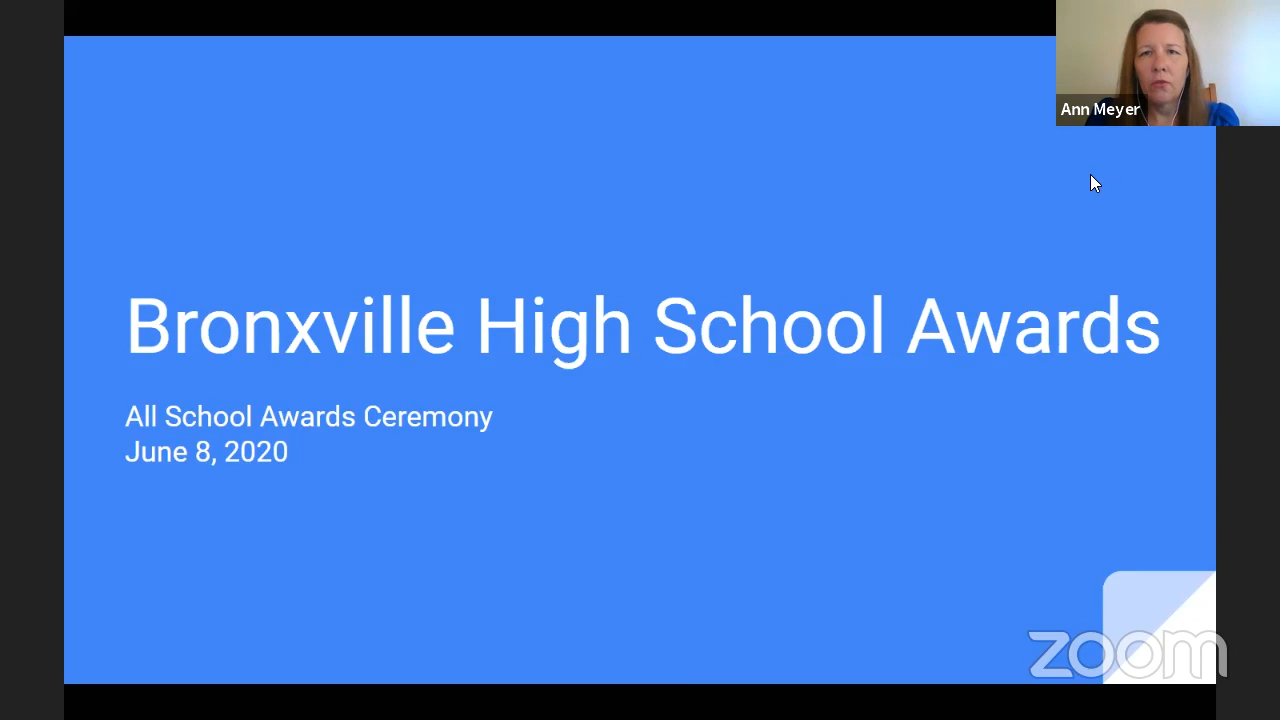 Ann Meyer
Bronxville High School Awards
All School Awards Ceremony
June 8, 2020
zoom